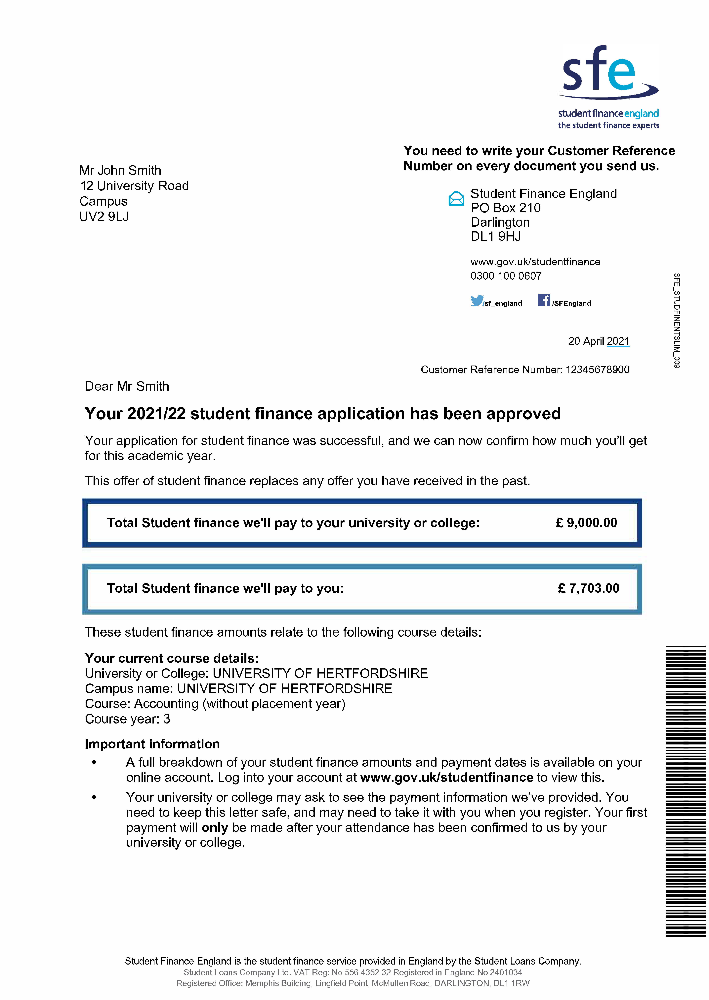 sfe
studentfinanceengland
the student finance experts
You need to write your Customer Reference
Number on every document you send us.
Mr John Smith
12 University Road
Campus
UV2 9LJ
Student Finance England
PO Box 210
Darlington
DL1 9HJ
www.gov.uk/studentfinance
0300 100 0607
/sf_england /SFEngland
SFE_STUDFINENTSLIM_009
20 April 2021
Customer Reference Number: 12345678900
Dear Mr Smith
Your 2021/22 student finance application has been approved
Your application for student finance was successful, and we can now confirm how much you’ll get
for this academic year.
This offer of student finance replaces any offer you have received in the past.
Total Student finance we'll pay to your university or college: £ 9,000.00
Total Student finance we'll pay to you: £ 7,703.00
These student finance amounts relate to the following course details:
Your current course details:
University or College: UNIVERSITY OF HERTFORDSHIRE
Campus name: UNIVERSITY OF HERTFORDSHIRE
Course: Accounting (without placement year)
Course year: 3
Important information
• A full breakdown of your student finance amounts and payment dates is available on your
online account. Log into your account at www.gov.uk/studentfinance to view this.
• Your university or college may ask to see the payment information we’ve provided. You
need to keep this letter safe, and may need to take it with you when you register. Your first
payment will only be made after your attendance has been confirmed to us by your
university or college.
Student Finance England is the student finance service provided in England by the Student Loans Company.
Student Loans Company Ltd. VAT Reg: No 556 4352 32 Registered in England No 2401034
Registered Office: Memphis Building, Lingfield Point, McMullen Road, DARLINGTON, DL1 1RW